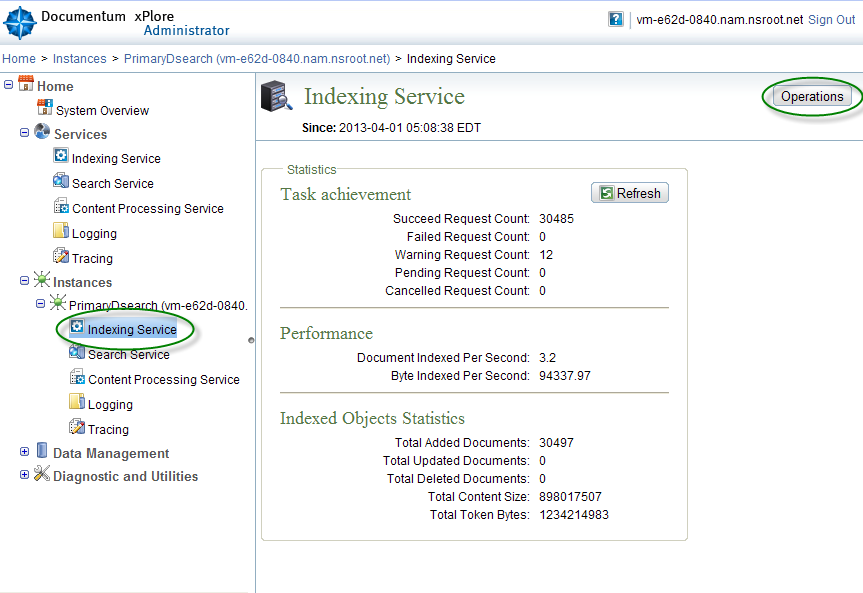 Documentum xPlore
Administrator
vm-e62d-0840.nam.nsroot.net Sign Out
Home > Instances > PrimaryDsearch (vm-e62d-0840.nam.nsroot.net) > Indexing Service
Home
System Overview
Services
Indexing Service
Search Service
Content Processing Service
Logging
Tracing
Instances
PrimaryDsearch (vm-e62d-0840.
Indexing Service
Search Service
Content Processing Service
Logging
Tracing
Data Management
Diagnostic and Utilities
Indexing Service
Operations
Since: 2013-04-01 05:08:38 EDT
Statistics
Task achievement
Refresh
Succeed Request Count: 30485
Failed Request Count: 0
Warning Request Count: 12
Pending Request Count: 0
Cancelled Request Count: 0
Performance
Document Indexed Per Second: 3.2
Byte Indexed Per Second: 94337.97
Indexed Objects Statistics
Total Added Documents: 30497
Total Updated Documents: 0
Total Deleted Documents: 0
Total Content Size: 898017507
Total Token Bytes: 1234214983